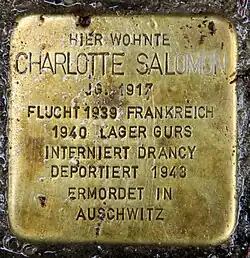 HIER WOHNTE
CHARLOTTE SALOMON
JG. 1917
FLUCHT 1939 FRANKREICH
1940 LAGER GURS
INTERNIERT DRANCY
DEPORTIERT 1943
ERMORDET IN
AUSCHWITZ